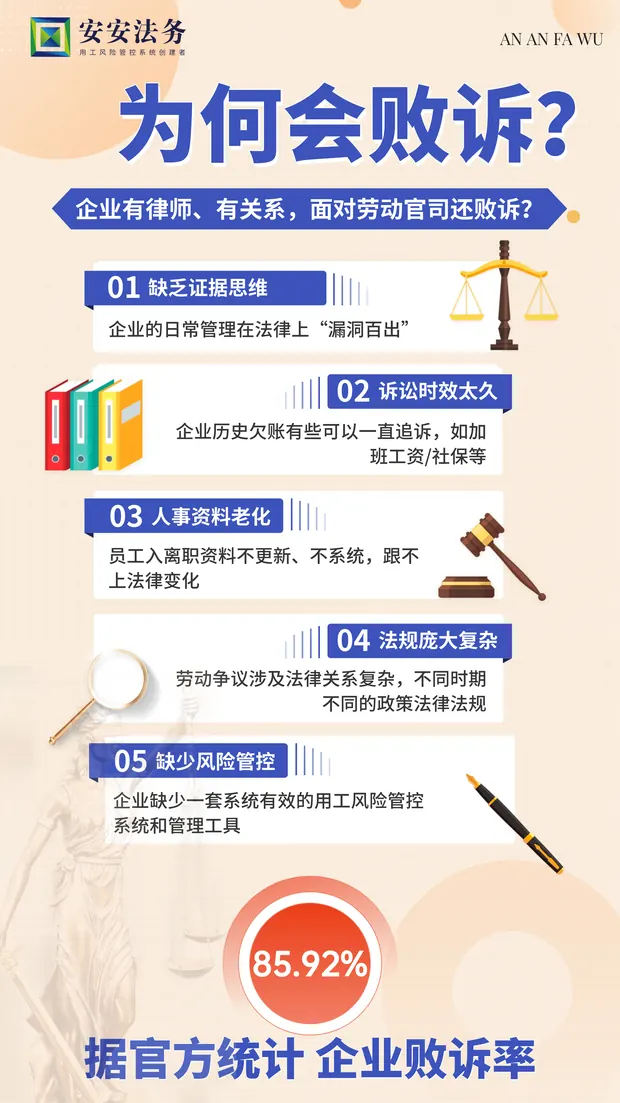 安安法务
用工风险管控系统创建者
AN AN FA WU
为何会败诉？
企业有律师、有关系，面对劳动官司还败诉？
01 缺乏证据思维
企业的日常管理在法律上“漏洞百出”
02 诉讼时效太久
企业历史欠账有些可以一直追诉，如加
班工资/社保等
03 人事资料老化
员工入离职资料不更新、不系统，跟不
上法律变化
04 法规庞大复杂
劳动争议涉及法律关系复杂，不同时期
不同的政策法律法规
05 缺少风险管控
企业缺少一套系统有效的用工风险管控
系统和管理工具
85.92%
据官方统计 企业败诉率